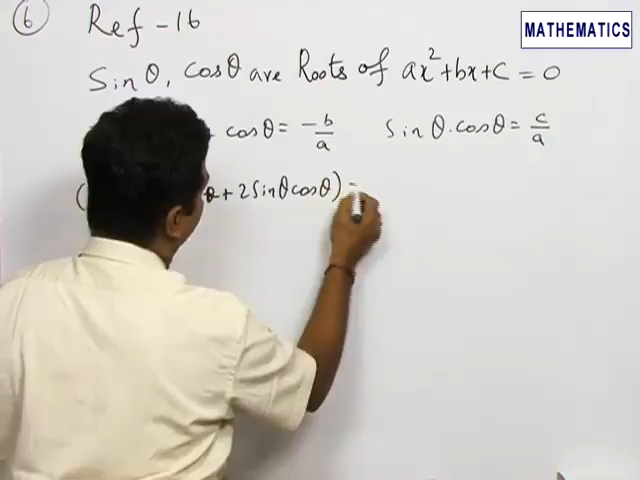 MATHEMATICS
6 Ref - 16
Sinθ, cosθ are Roots of ax²+bx+c = 0
cosθ = -b/a Sinθ.cosθ = c/a
( θ + 2Sinθcosθ) =